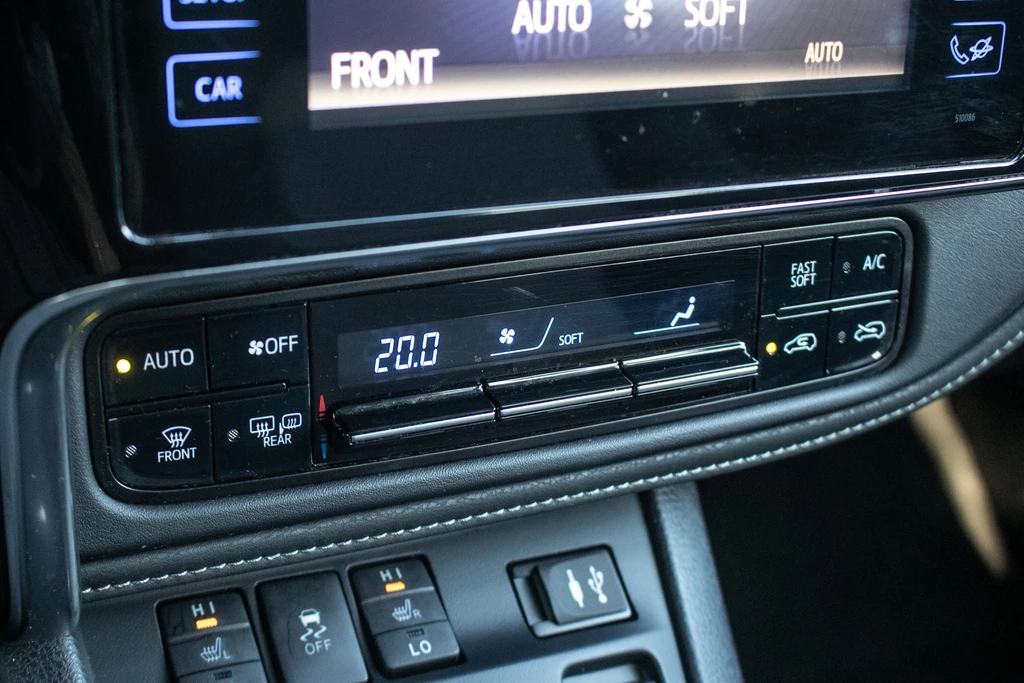 AUTO
SOFT
FRONT
AUTO
CAR
510086
AUTO
OFF
20.0
SOFT
FAST
SOFT
A/C
FRONT
REAR
HI
L
OFF
HI
R
LO